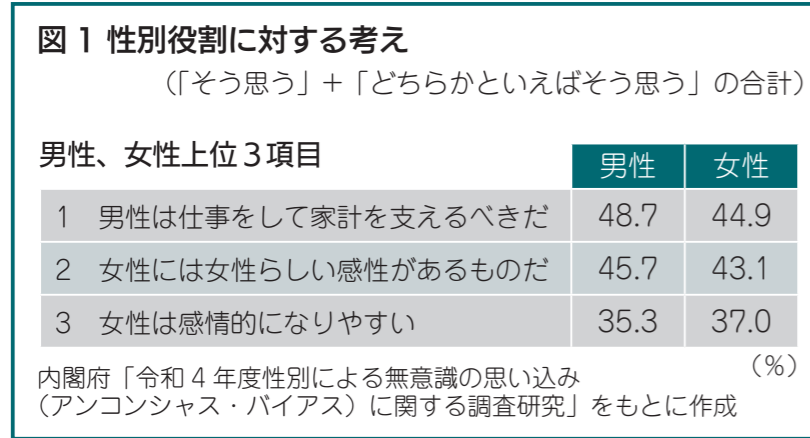 図1 性別役割に対する考え
(「そう思う」+「どちらかといえばそう思う」の合計)
男性、女性上位3項目 男性 女性
1 男性は仕事をして家計を支えるべきだ 48.7 44.9
2 女性には女性らしい感性があるものだ 45.7 43.1
3 女性は感情的になりやすい 35.3 37.0
(%)
内閣府「令和4年度性別による無意識の思い込み
(アンコンシャス・バイアス)に関する調査研究」をもとに作成